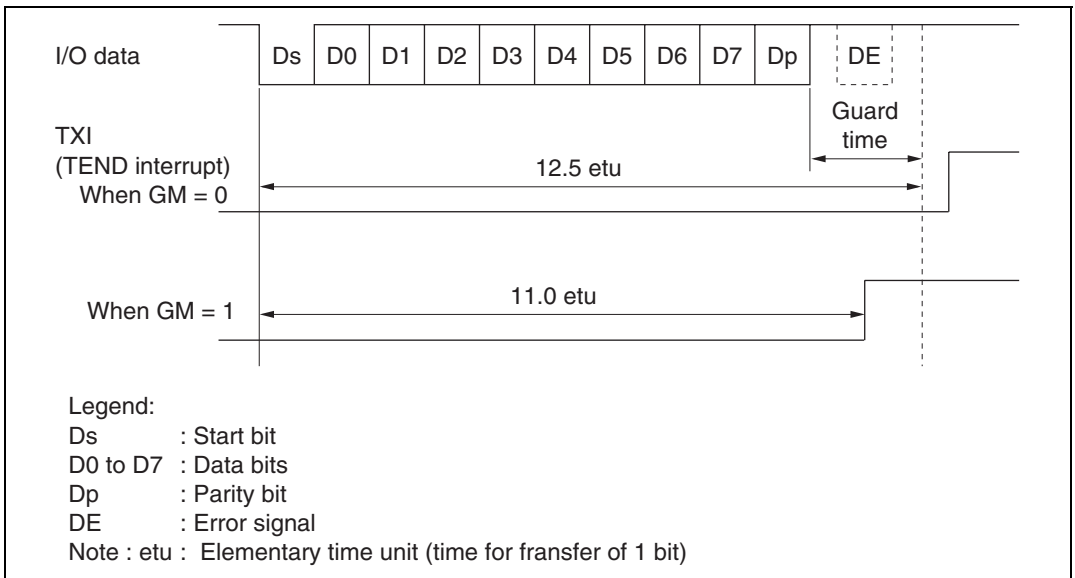 I/O data
Ds D0 D1 D2 D3 D4 D5 D6 D7 Dp DE
Guard
time
TXI
(TEND interrupt)
When GM = 0
12.5 etu
When GM = 1
11.0 etu
Legend:
Ds : Start bit
D0 to D7 : Data bits
Dp : Parity bit
DE : Error signal
Note : etu : Elementary time unit (time for fransfer of 1 bit)